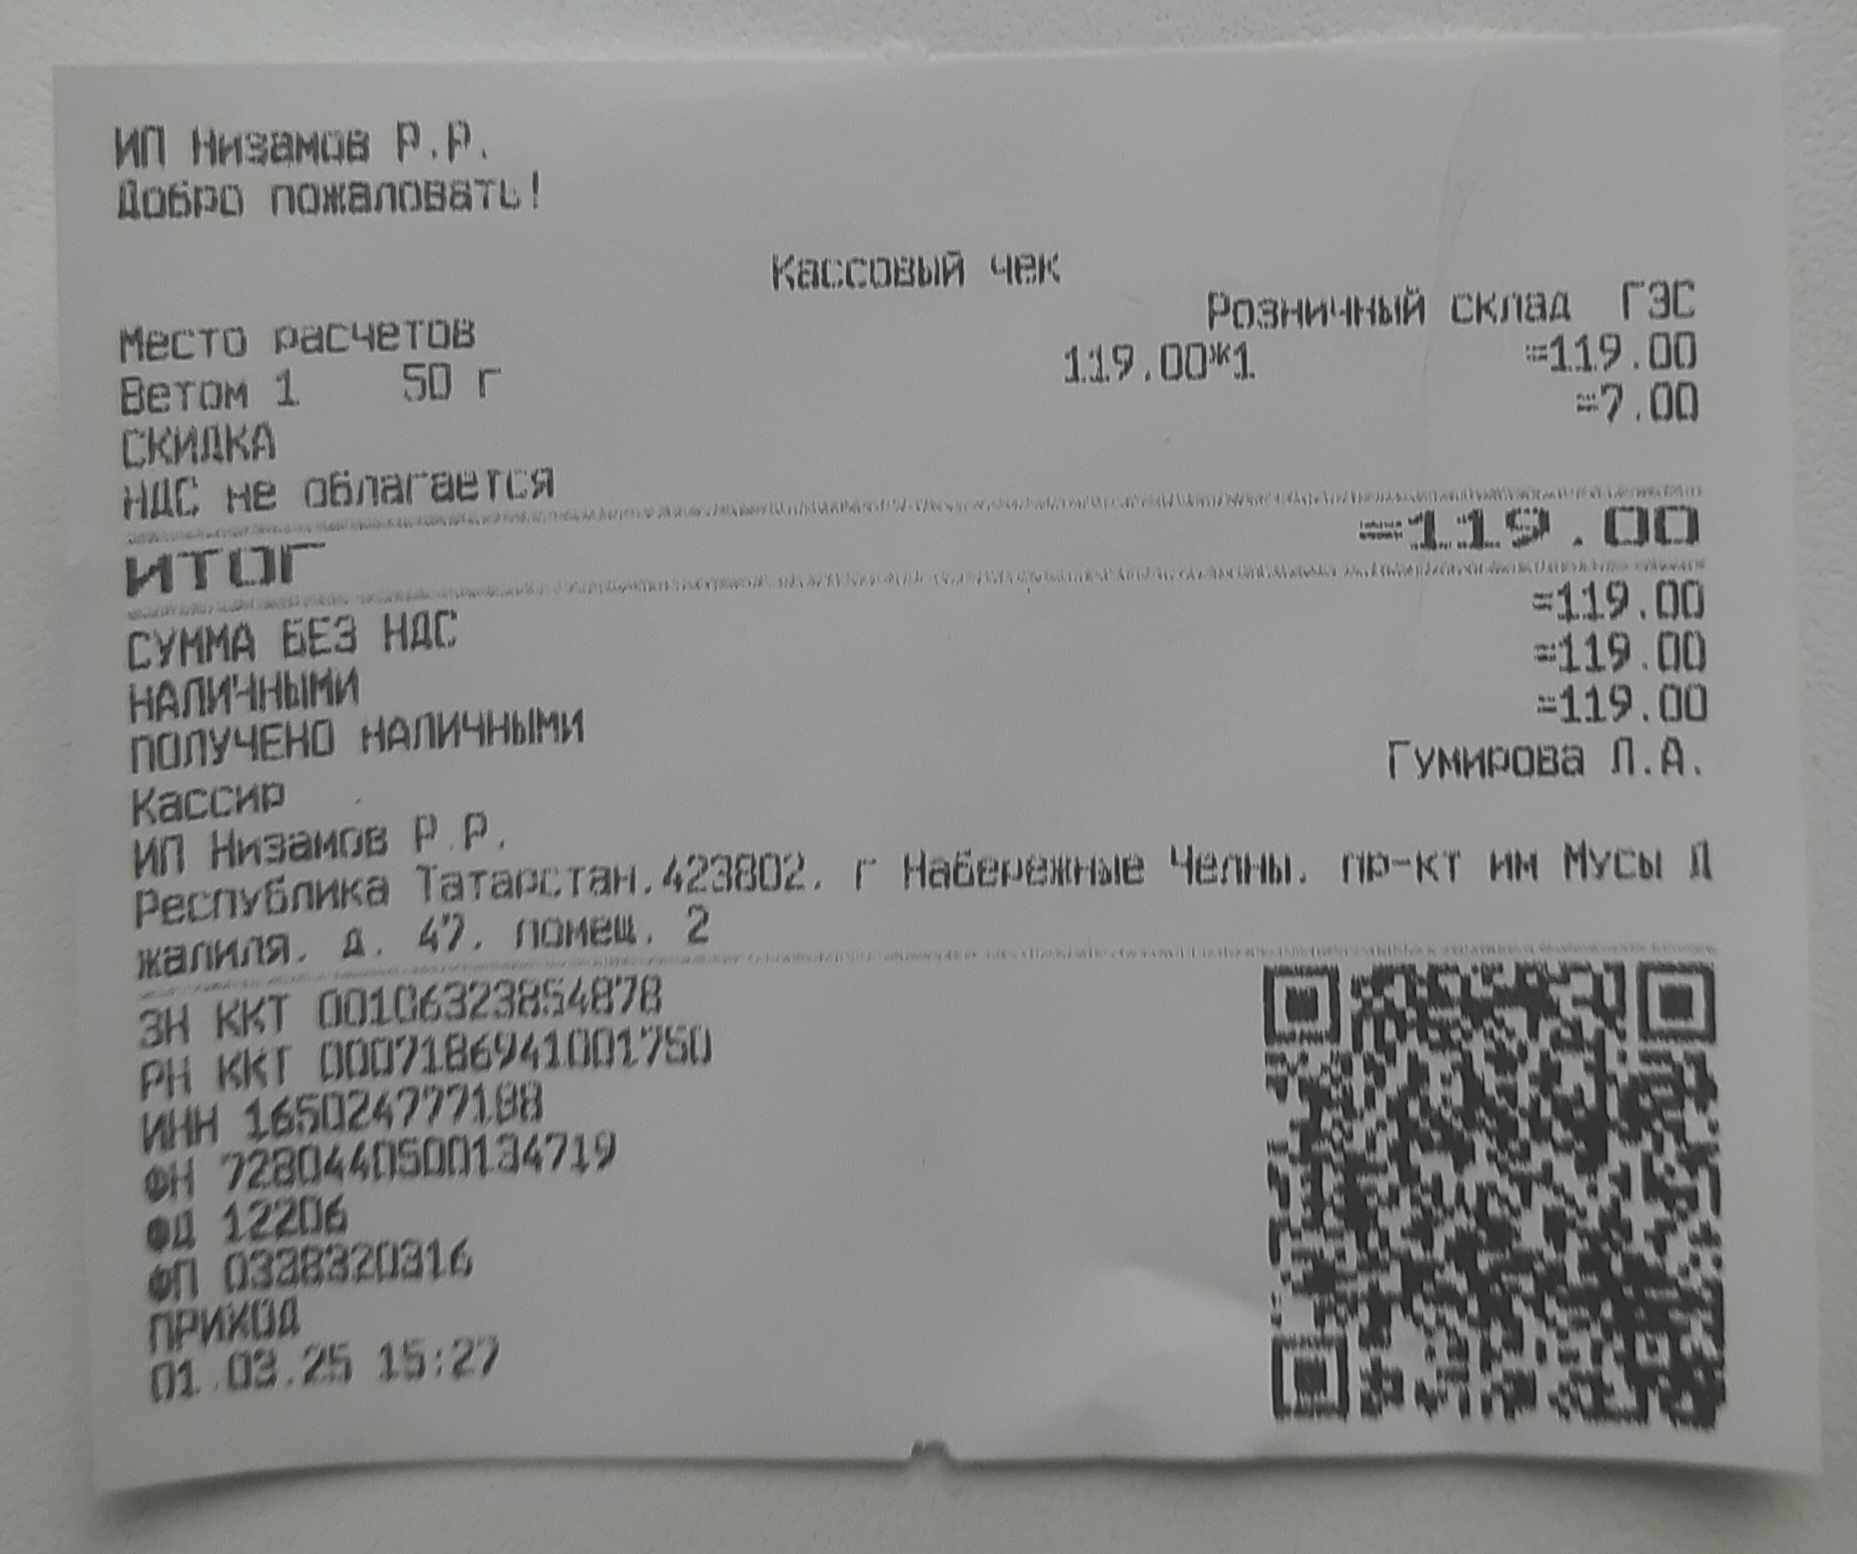 ИП Низамов Р.Р.
Добро пожаловать!
Кассовый чек
Место расчетов Розничный склад ГЭС
Ветом 1 50 г 119.00*1 =119.00
СКИДКА =7.00
НДС не облагается
ИТОГ =119.00
СУММА БЕЗ НДС =119.00
НАЛИЧНЫМИ =119.00
ПОЛУЧЕНО НАЛИЧНЫМИ =119.00
Кассир Гумирова Л.А.
ИП Низамов Р.Р.
Республика Татарстан,423802, г Набережные Челны, пр-кт им Мусы Д
жалиля, д. 47, помещ. 2
ЗН ККТ 00106323854878
РН ККТ 0007186941001750
ИНН 165024777188
ФН 7280440500134719
ФД 12206
ФП 0338320316
ПРИХОД
01.03.25 15:27